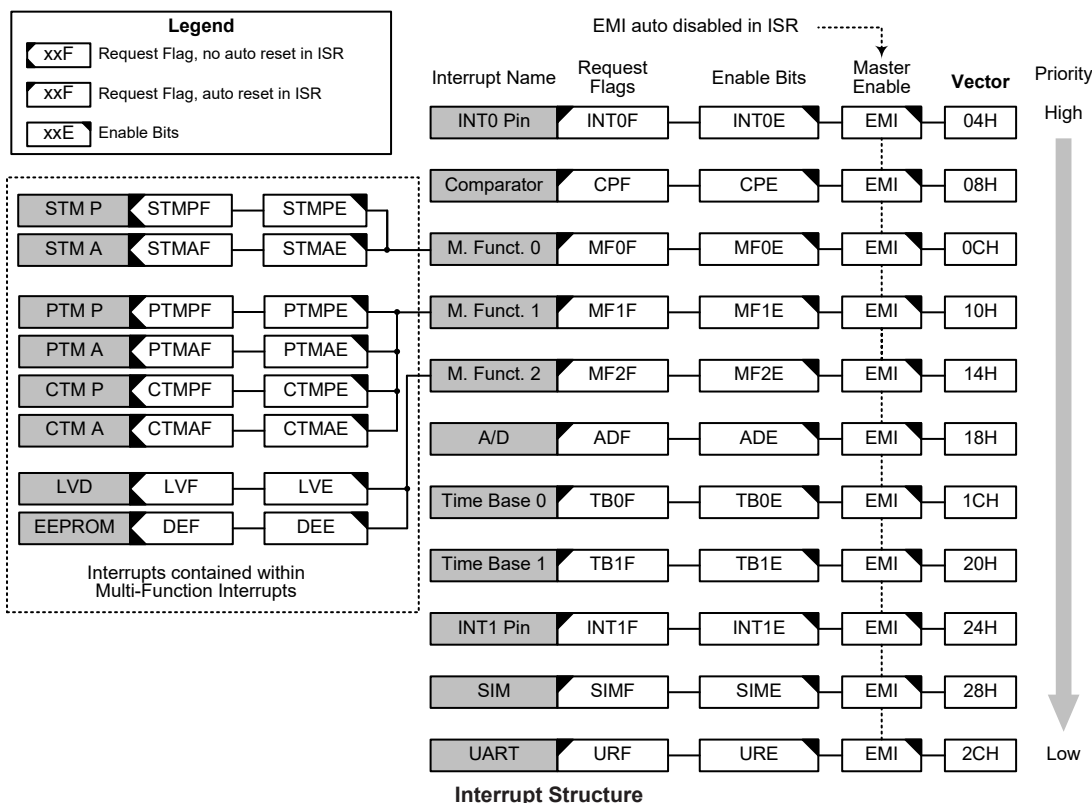 Legend
xxF Request Flag, no auto reset in ISR
xxF Request Flag, auto reset in ISR
xxE Enable Bits
EMI auto disabled in ISR
Interrupt Name Request Flags Enable Bits Master Enable Vector Priority
INT0 Pin INT0F INT0E EMI 04H High
Comparator CPF CPE EMI 08H
STM P STMPF STMPE
STM A STMAF STMAE M. Funct. 0 MF0F MF0E EMI 0CH
PTM P PTMPF PTMPE M. Funct. 1 MF1F MF1E EMI 10H
PTM A PTMAF PTMAE
CTM P CTMPF CTMPE M. Funct. 2 MF2F MF2E EMI 14H
CTM A CTMAF CTMAE A/D ADF ADE EMI 18H
LVD LVF LVE Time Base 0 TB0F TB0E EMI 1CH
EEPROM DEF DEE
Interrupts contained within
Multi-Function Interrupts
Time Base 1 TB1F TB1E EMI 20H
INT1 Pin INT1F INT1E EMI 24H
SIM SIMF SIME EMI 28H
UART URF URE EMI 2CH Low
Interrupt Structure